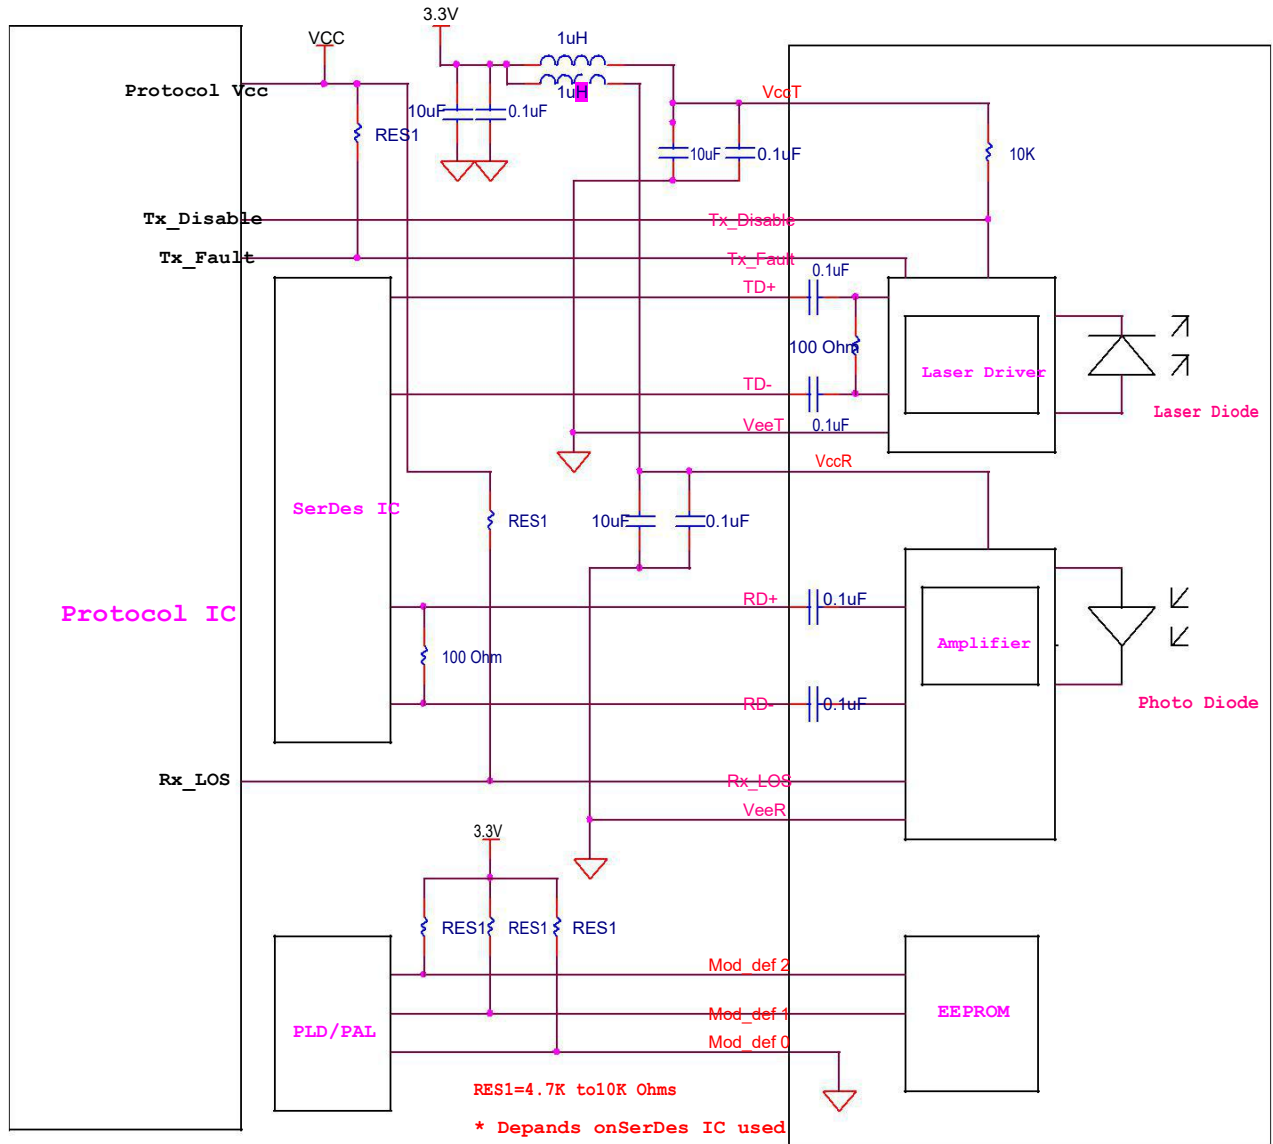 3.3V
VCC
1uH
Protocol Vcc
1uH
VccT
10uF
0.1uF
RES1
10uF
0.1uF
10K
Tx_Disable
Tx_Disable
Tx_Fault
Tx_Fault
0.1uF
TD+
100 Ohm
Laser Driver
TD-
Laser Diode
VeeT
0.1uF
VccR
SerDes IC
RES1
10uF
0.1uF
RD+
0.1uF
Protocol IC
Amplifier
100 Ohm
RD-
0.1uF
Photo Diode
Rx_LOS
Rx_LOS
VeeR
3.3V
RES1
RES1
RES1
Mod_def 2
Mod_def 1
EEPROM
PLD/PAL
Mod_def 0
RES1=4.7K to10K Ohms
* Depands onSerDes IC used